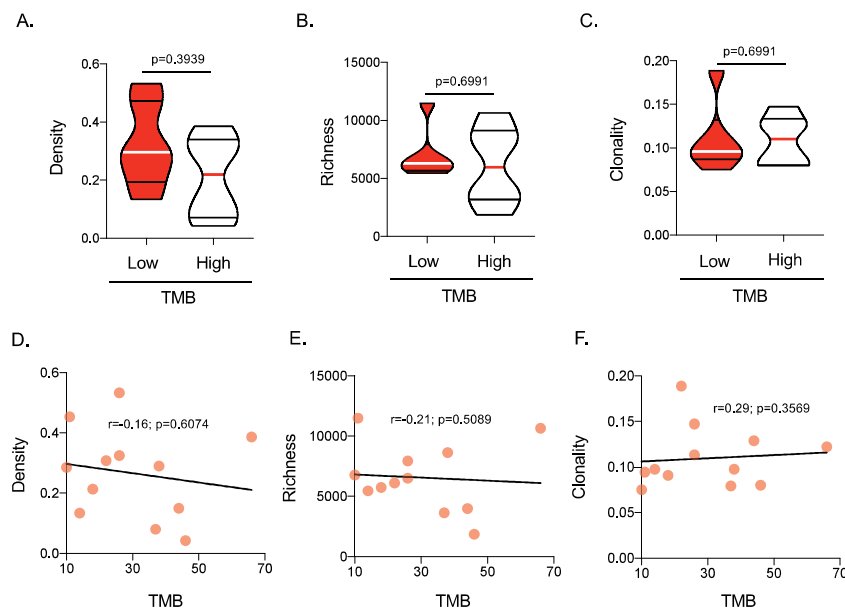 A.
p=0.3939
Density
0.6
0.4
0.2
0.0
Low
High
TMB
B.
p=0.6991
Richness
15000
10000
5000
0
Low
High
TMB
C.
p=0.6991
Clonality
0.20
0.15
0.10
0.05
0.00
Low
High
TMB
D.
r=-0.16; p=0.6074
Density
0.6
0.4
0.2
0.0
10
30
50
70
TMB
E.
r=-0.21; p=0.5089
Richness
15000
10000
5000
0
10
30
50
70
TMB
F.
r=0.29; p=0.3569
Clonality
0.20
0.15
0.10
0.05
0.00
10
30
50
70
TMB